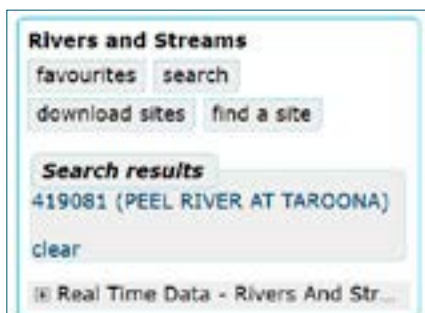 Rivers and Streams
favourites search
download sites find a site
Search results
419081 (PEEL RIVER AT TAROONA)
clear
Real Time Data - Rivers And Str...